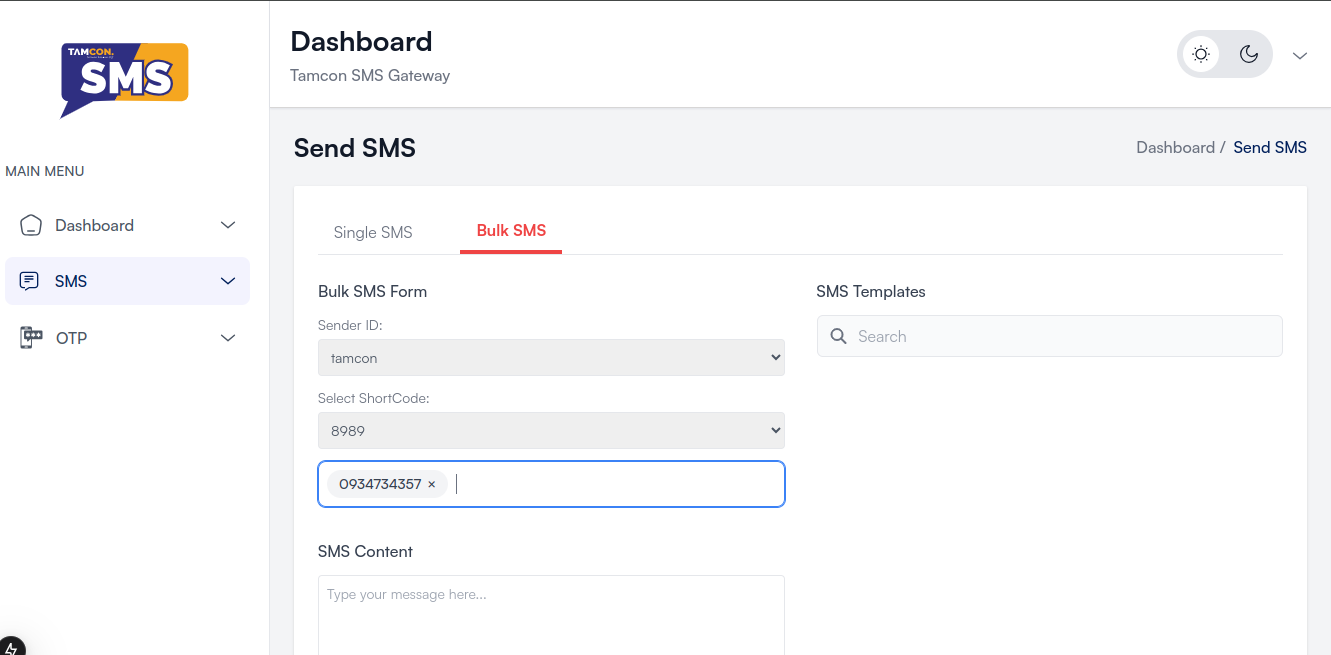 TAMCON.
SMS
MAIN MENU
Dashboard
SMS
OTP
Dashboard
Tamcon SMS Gateway
Send SMS
Dashboard / Send SMS
Single SMS
Bulk SMS
Bulk SMS Form
Sender ID:
tamcon
Select ShortCode:
8989
0934734357 ×
SMS Content
Type your message here...
SMS Templates
Search